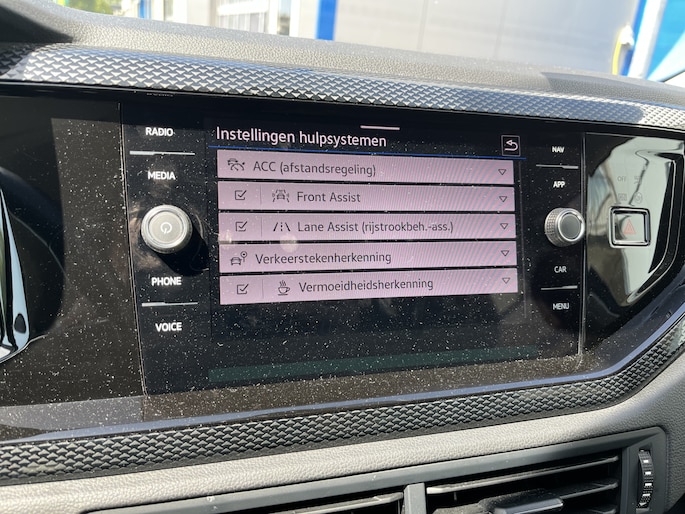 RADIO
MEDIA
PHONE
VOICE
Instellingen hulpsystemen
ACC (afstandsregeling)
Front Assist
Lane Assist (rijstrookbeh.-ass.)
Verkeerstekenherkenning
Vermoeidheidsherkenning
NAV
APP
CAR
MENU